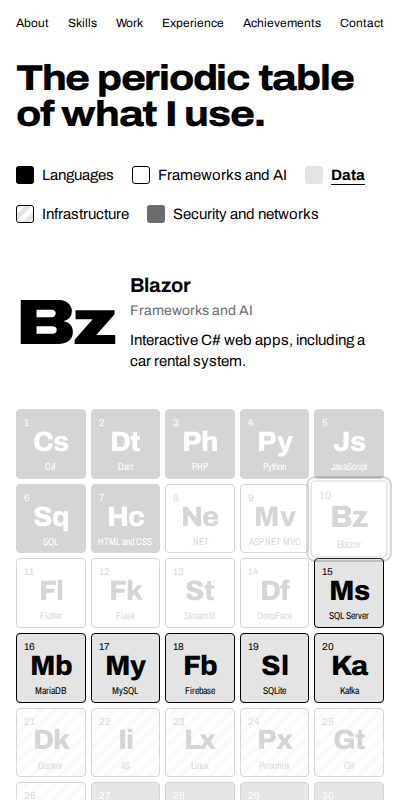 About Skills Work Experience Achievements Contact
The periodic table
of what I use.
Languages Frameworks and AI Data
Infrastructure Security and networks
Bz
Blazor
Frameworks and AI
Interactive C# web apps, including a
car rental system.
1 2 3 4 5
Cs Dt Ph Py Js
C# Dart PHP Python JavaScript
6 7 8 9 10
Sq Hc Ne Mv Bz
SQL HTML and CSS .NET ASP.NET MVC Blazor
11 12 13 14 15
Fl Fk St Df Ms
Flutter Flask Streamlit DeepFace SQL Server
16 17 18 19 20
Mb My Fb Sl Ka
MariaDB MySQL Firebase SQLite Kafka
21 22 23 24 25
Dk Ii Lx Px Gt
Docker IIS Linux Proxmox Git
26 27 28 29 30